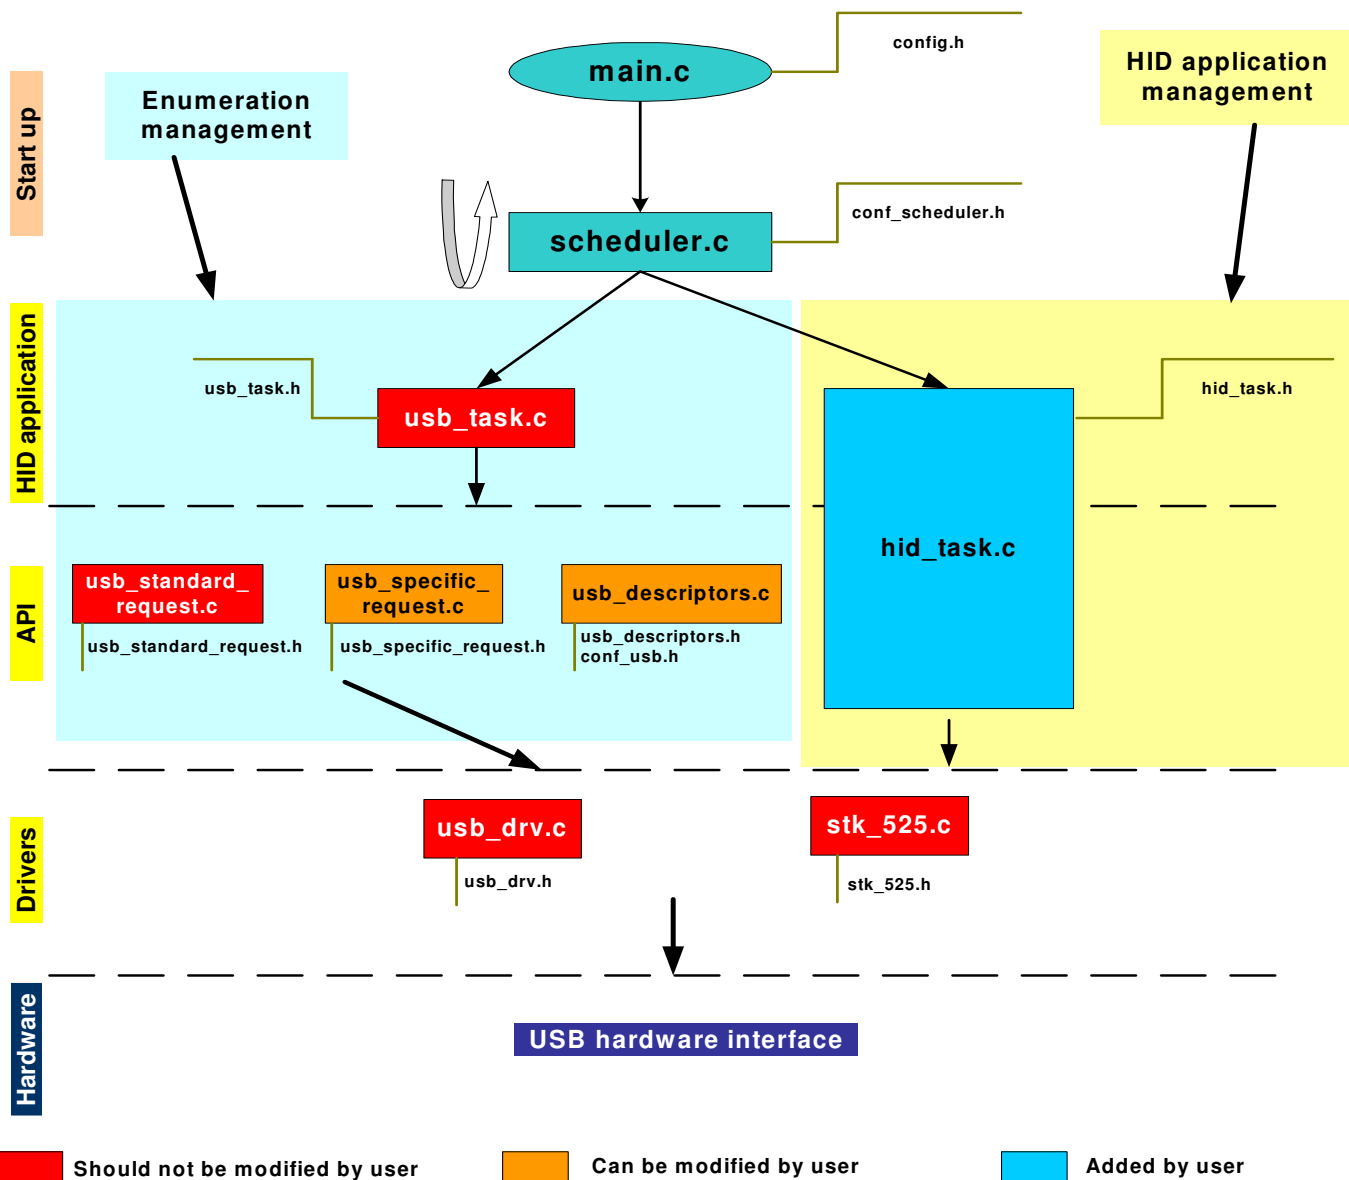 config.h
main.c
HID application
management
Enumeration
management
Start up
conf_scheduler.h
scheduler.c
HID application
usb_task.h
usb_task.c
hid_task.h
hid_task.c
API
usb_standard_
request.c
usb_specific_
request.c
usb_descriptors.c
usb_standard_request.h
usb_specific_request.h
usb_descriptors.h
conf_usb.h
Drivers
usb_drv.c
stk_525.c
usb_drv.h
stk_525.h
Hardware
USB hardware interface
Should not be modified by user
Can be modified by user
Added by user